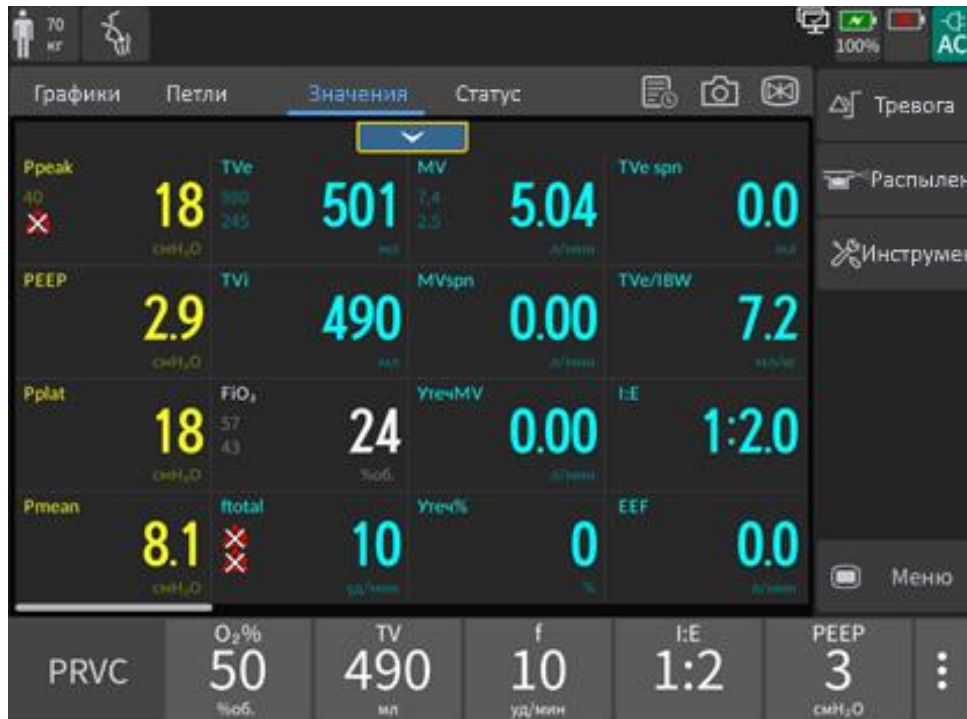 70
кг
100%
AC
Графики Петли Значения Статус
Тревога
Распылен
Инструмен
Ppeak
40
18
смH₂O
TVe
980
245
501
мл
MV
7.4
2.5
5.04
л/мин
TVe spn
0.0
мл
PEEP
2.9
смH₂O
TVi
490
мл
MVspn
0.00
л/мин
TVe/IBW
7.2
мл/кг
Pplat
18
смH₂O
FiO₂
57
43
24
%об.
УтечMV
0.00
л/мин
I:E
1:2.0
Pmean
8.1
смH₂O
ftotal
10
уд/мин
Утеч%
0
%
EEF
0.0
л/мин
Меню
PRVC
O₂%
50
%об.
TV
490
мл
f
10
уд/мин
I:E
1:2
PEEP
3
смH₂O